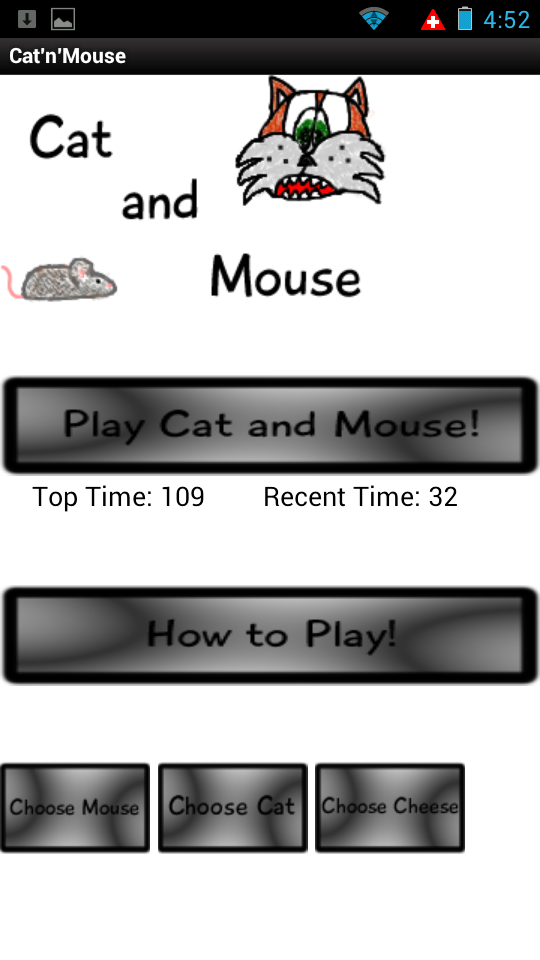 4:52
Cat'n'Mouse
Cat
and
Mouse
Play Cat and Mouse!
Top Time: 109 Recent Time: 32
How to Play!
Choose Mouse Choose Cat Choose Cheese